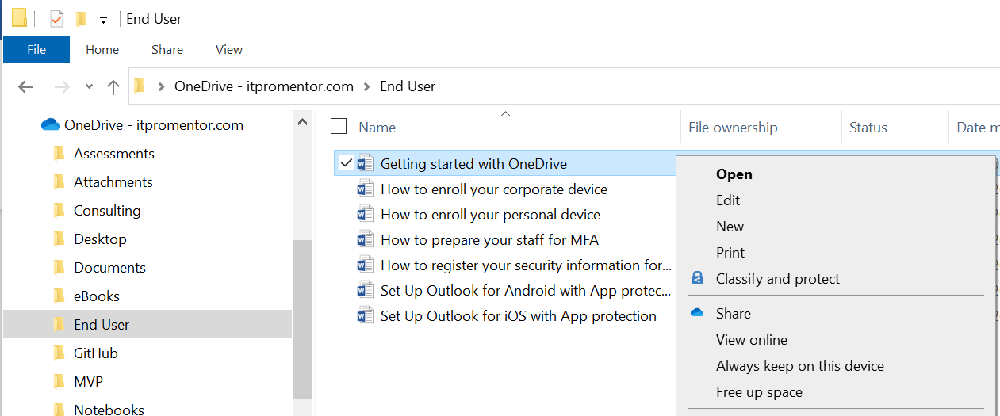 End User
File Home Share View
OneDrive - itpromentor.com End User
OneDrive - itpromentor.com
Assessments
Attachments
Consulting
Desktop
Documents
eBooks
End User
GitHub
MVP
Notebooks
Name File ownership Status Date m
Getting started with OneDrive
How to enroll your corporate device
How to enroll your personal device
How to prepare your staff for MFA
How to register your security information for...
Set Up Outlook for Android with App protec...
Set Up Outlook for iOS with App protection
Open
Edit
New
Print
Classify and protect
Share
View online
Always keep on this device
Free up space